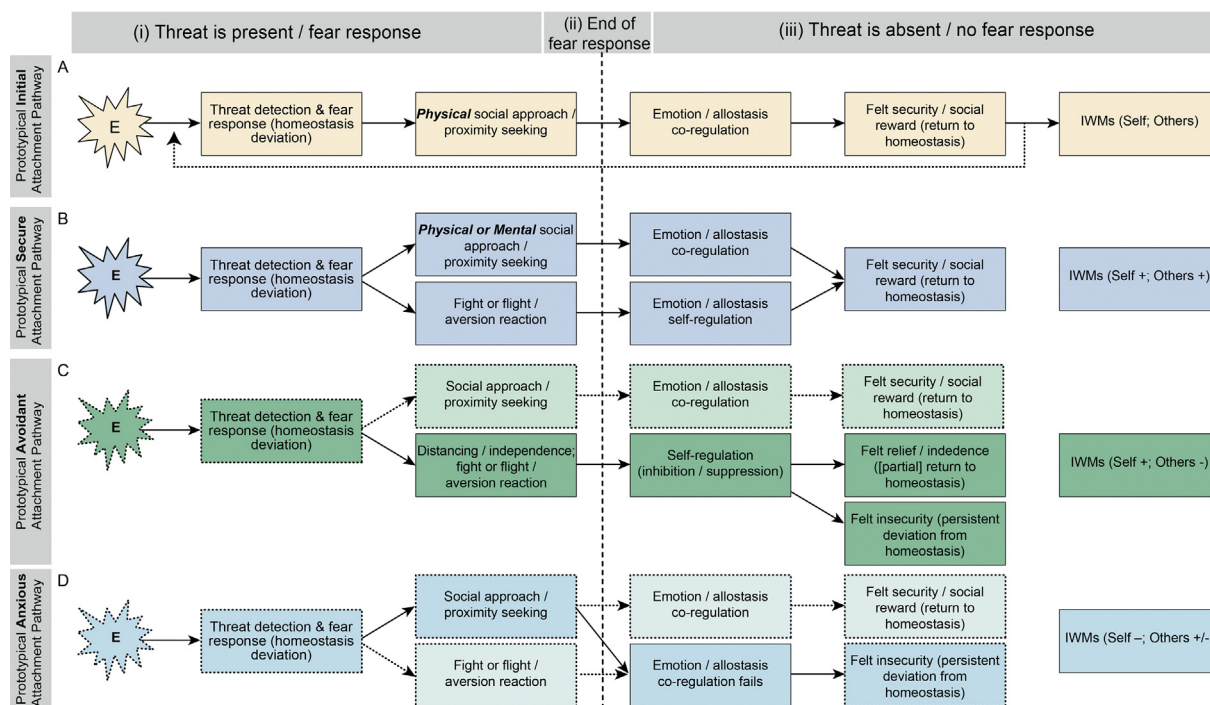 (i) Threat is present / fear response
(ii) End of
fear response
(iii) Threat is absent / no fear response
Prototypical Initial
Attachment Pathway
A
E
Threat detection & fear
response (homeostasis
deviation)
Physical social approach /
proximity seeking
Emotion / allostasis
co-regulation
Felt security / social
reward (return to
homeostasis)
IWMs (Self; Others)
Prototypical Secure
Attachment Pathway
B
E
Threat detection & fear
response (homeostasis
deviation)
Physical or Mental social
approach /
proximity seeking
Fight or flight /
aversion reaction
Emotion / allostasis
co-regulation
Emotion / allostasis
self-regulation
Felt security / social
reward (return to
homeostasis)
IWMs (Self +; Others +)
Prototypical Avoidant
Attachment Pathway
C
E
Threat detection & fear
response (homeostasis
deviation)
Social approach /
proximity seeking
Distancing / independence;
fight or flight /
aversion reaction
Emotion / allostasis
co-regulation
Self-regulation
(inhibition / suppression)
Felt security / social
reward (return to
homeostasis)
Felt relief / indedence
([partial] return to
homeostasis)
Felt insecurity (persistent
deviation from
homeostasis)
IWMs (Self +; Others -)
Prototypical Anxious
Attachment Pathway
D
E
Threat detection & fear
response (homeostasis
deviation)
Social approach /
proximity seeking
Fight or flight /
aversion reaction
Emotion / allostasis
co-regulation
Emotion / allostasis
co-regulation fails
Felt security / social
reward (return to
homeostasis)
Felt insecurity (persistent
deviation from
homeostasis)
IWMs (Self –; Others +/-